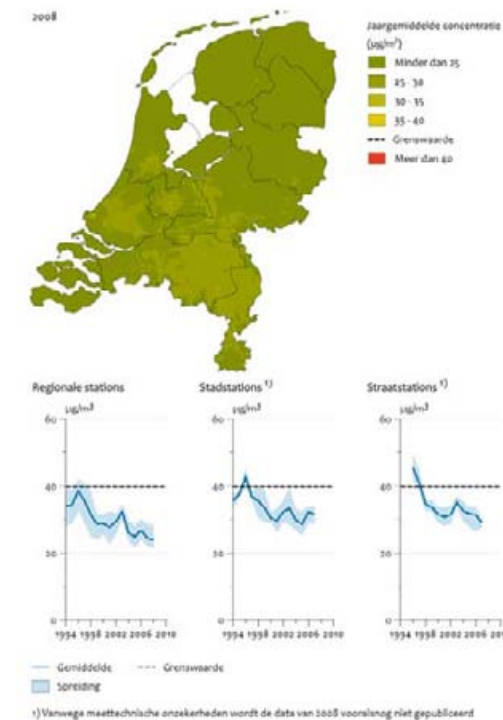 2008
Jaargemiddelde concentratie
(µg/m³)
Minder dan 25
25 - 30
30 - 35
35 - 40
Grenswaarde
Meer dan 40
Regionale stations
µg/m³
60
40
20
0
1994 1998 2002 2006 2010
Stadstations ¹⁾
µg/m³
60
40
20
0
1994 1998 2002 2006 2010
Straatstations ¹⁾
µg/m³
60
40
20
0
1994 1998 2002 2006
Gemiddelde
Grenswaarde
Spreiding
¹⁾ Vanwege meettechnische onzekerheden wordt de data van 2008 vooralsnog niet gepubliceerd